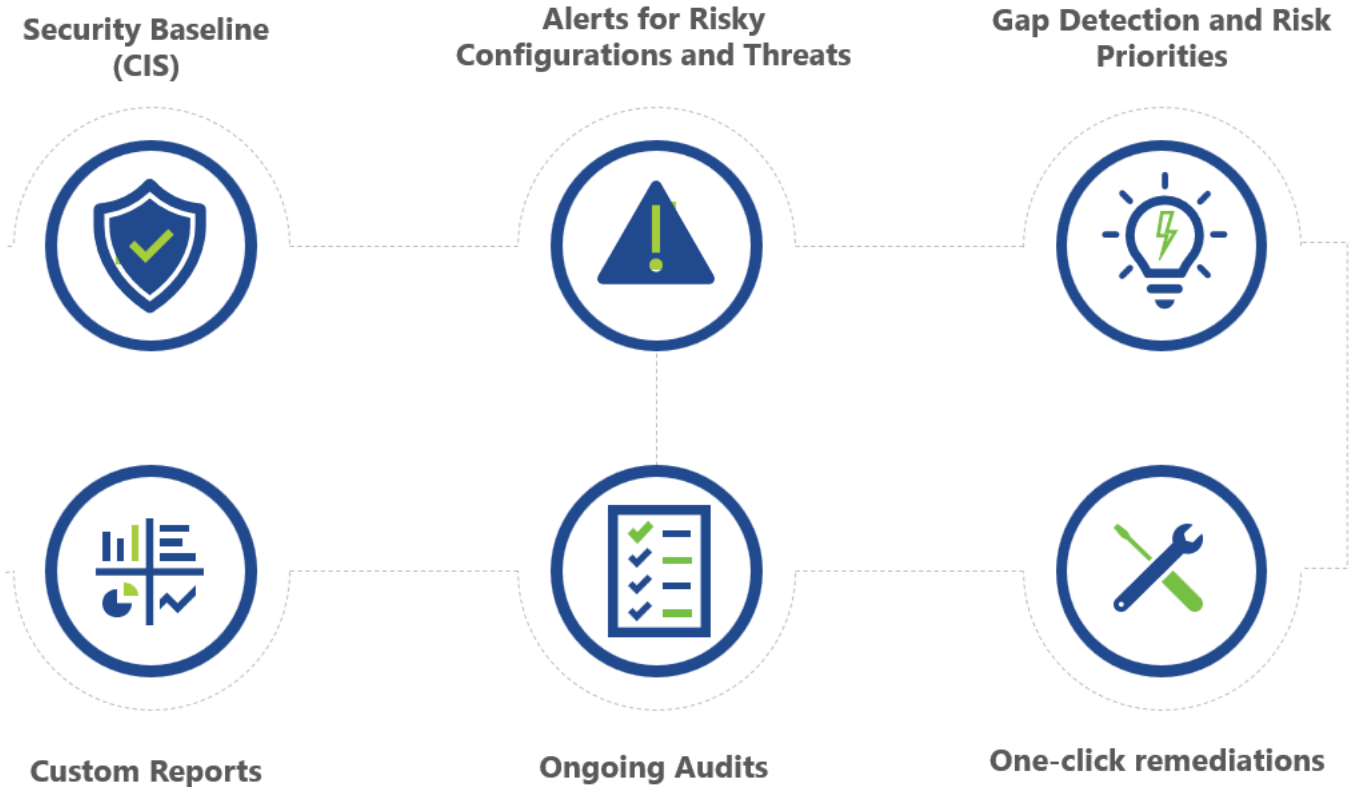 Security Baseline
(CIS)
Alerts for Risky
Configurations and Threats
Gap Detection and Risk
Priorities
Custom Reports
Ongoing Audits
One-click remediations